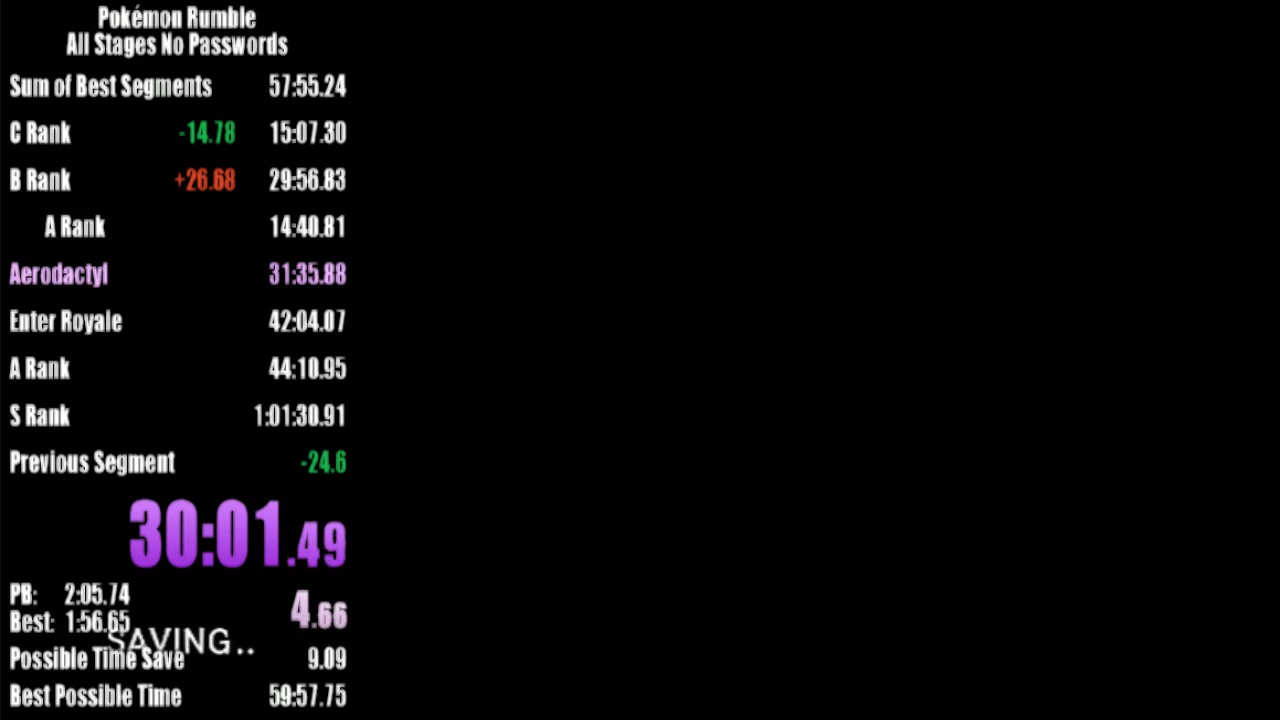 Pokémon Rumble
All Stages No Passwords
Sum of Best Segments 57:55.24
C Rank -14.78 15:07.30
B Rank +26.68 29:56.83
A Rank 14:40.81
Aerodactyl 31:35.88
Enter Royale 42:04.07
A Rank 44:10.95
S Rank 1:01:30.91
Previous Segment -24.6
30:01.49
PB: 2:05.74
Best: 1:56.65
4.66
SAVING..
Possible Time Save 9.09
Best Possible Time 59:57.75